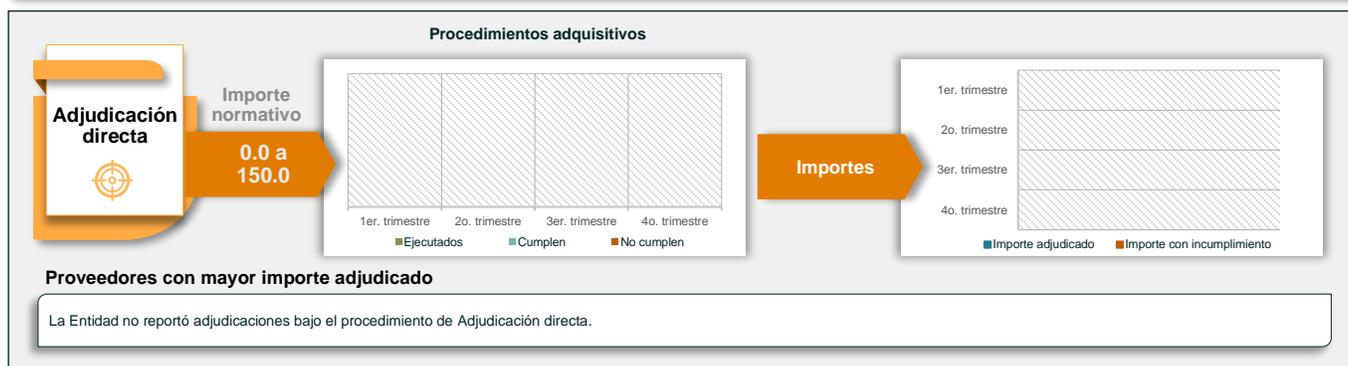 Procedimientos adquisitivos
Adjudicación
directa
Importe
normativo
0.0 a
150.0
1er. trimestre 2o. trimestre 3er. trimestre 4o. trimestre
Ejecutados Cumplen No cumplen
Importes
1er. trimestre
2o. trimestre
3er. trimestre
4o. trimestre
Importe adjudicado Importe con incumplimiento
Proveedores con mayor importe adjudicado
La Entidad no reportó adjudicaciones bajo el procedimiento de Adjudicación directa.